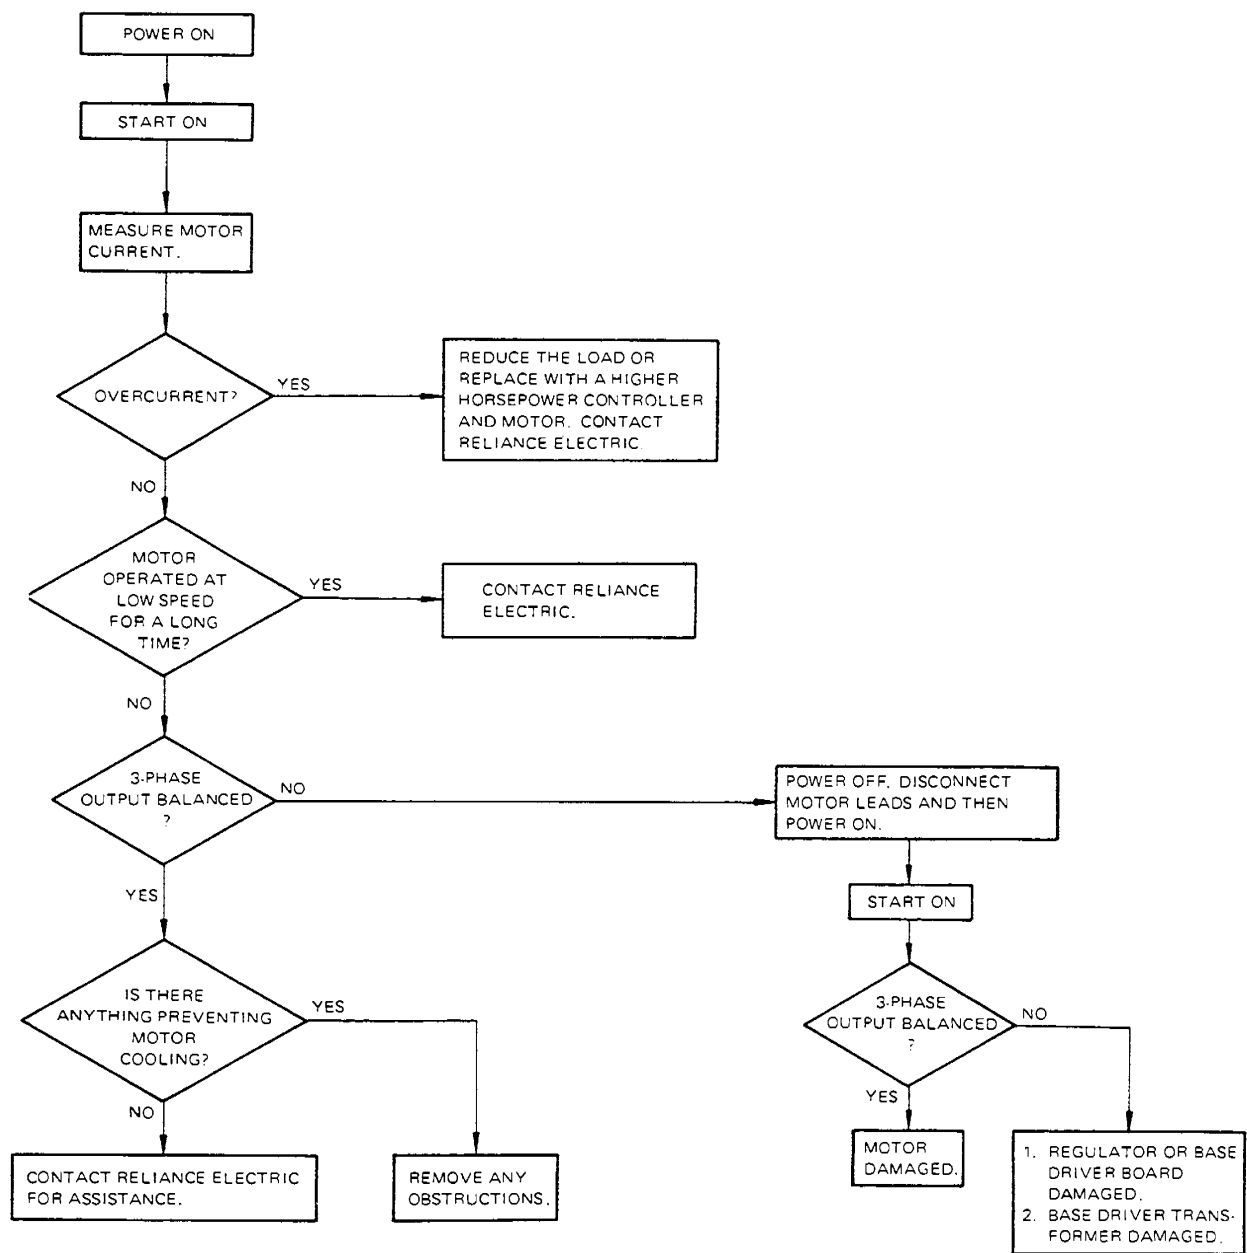 POWER ON
START ON
MEASURE MOTOR
CURRENT.
OVERCURRENT?
YES
REDUCE THE LOAD OR
REPLACE WITH A HIGHER
HORSEPOWER CONTROLLER
AND MOTOR. CONTACT
RELIANCE ELECTRIC.
NO
MOTOR
OPERATED AT
LOW SPEED
FOR A LONG
TIME?
YES
CONTACT RELIANCE
ELECTRIC.
NO
3-PHASE
OUTPUT BALANCED
?
NO
POWER OFF. DISCONNECT
MOTOR LEADS AND THEN
POWER ON.
START ON
3-PHASE
OUTPUT BALANCED
?
NO
YES
MOTOR
DAMAGED.
1. REGULATOR OR BASE
DRIVER BOARD
DAMAGED.
2. BASE DRIVER TRANS-
FORMER DAMAGED.
YES
IS THERE
ANYTHING PREVENTING
MOTOR
COOLING?
YES
REMOVE ANY
OBSTRUCTIONS.
NO
CONTACT RELIANCE ELECTRIC
FOR ASSISTANCE.